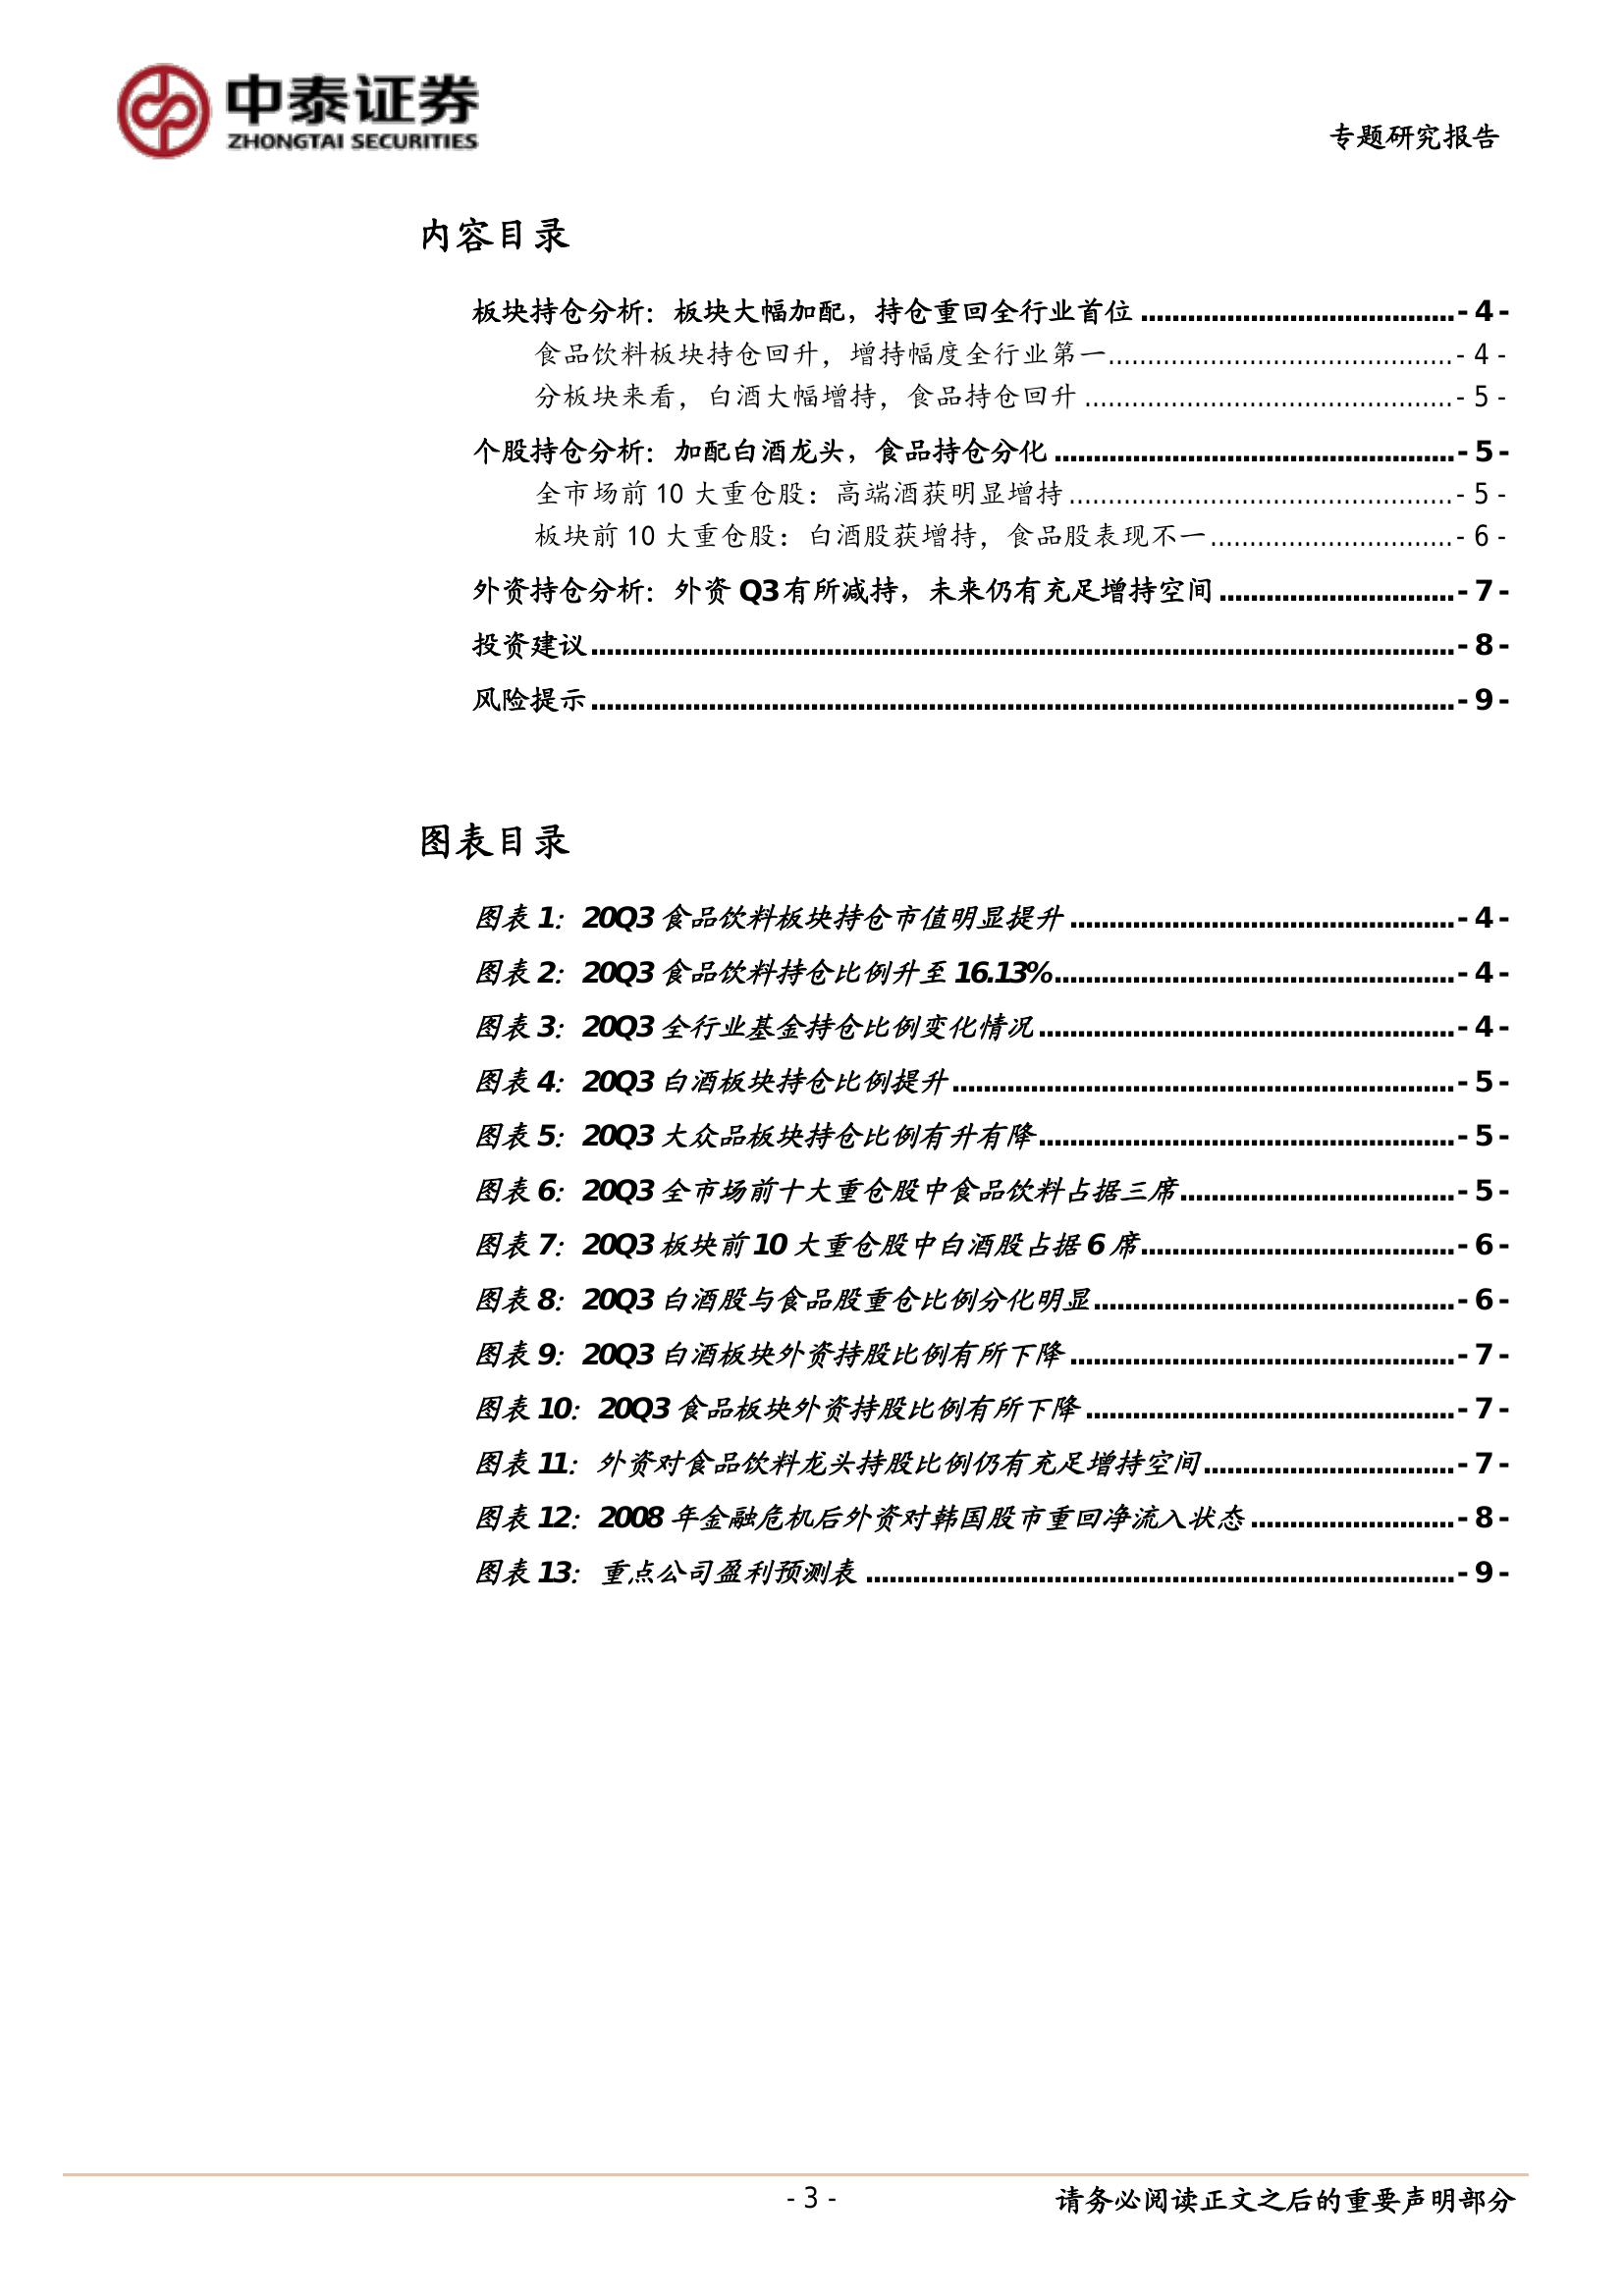 中泰证券
ZHONGTAI SECURITIES
专题研究报告
内容目录
板块持仓分析：板块大幅加配，持仓重回全行业首位 ........................................ - 4 -
食品饮料板块持仓回升，增持幅度全行业第一 ............................................ - 4 -
分板块来看，白酒大幅增持，食品持仓回升 ............................................... - 5 -
个股持仓分析：加配白酒龙头，食品持仓分化 ................................................... - 5 -
全市场前 10 大重仓股：高端酒获明显增持 ................................................. - 5 -
板块前 10 大重仓股：白酒股获增持，食品股表现不一 ............................... - 6 -
外资持仓分析：外资 Q3 有所减持，未来仍有充足增持空间 .............................. - 7 -
投资建议 .............................................................................................................. - 8 -
风险提示 .............................................................................................................. - 9 -
图表目录
图表 1：20Q3 食品饮料板块持仓市值明显提升 ................................................. - 4 -
图表 2：20Q3 食品饮料持仓比例升至 16.13% ................................................... - 4 -
图表 3：20Q3 全行业基金持仓比例变化情况 ..................................................... - 4 -
图表 4：20Q3 白酒板块持仓比例提升 ................................................................ - 5 -
图表 5：20Q3 大众品板块持仓比例有升有降 ..................................................... - 5 -
图表 6：20Q3 全市场前十大重仓股中食品饮料占据三席 ................................... - 5 -
图表 7：20Q3 板块前 10 大重仓股中白酒股占据 6 席 ........................................ - 6 -
图表 8：20Q3 白酒股与食品股重仓比例分化明显 .............................................. - 6 -
图表 9：20Q3 白酒板块外资持股比例有所下降 ................................................. - 7 -
图表 10：20Q3 食品板块外资持股比例有所下降 ............................................... - 7 -
图表 11：外资对食品饮料龙头持股比例仍有充足增持空间 ................................ - 7 -
图表 12：2008 年金融危机后外资对韩国股市重回净流入状态 .......................... - 8 -
图表 13：重点公司盈利预测表 ........................................................................... - 9 -
- 3 -
请务必阅读正文之后的重要声明部分